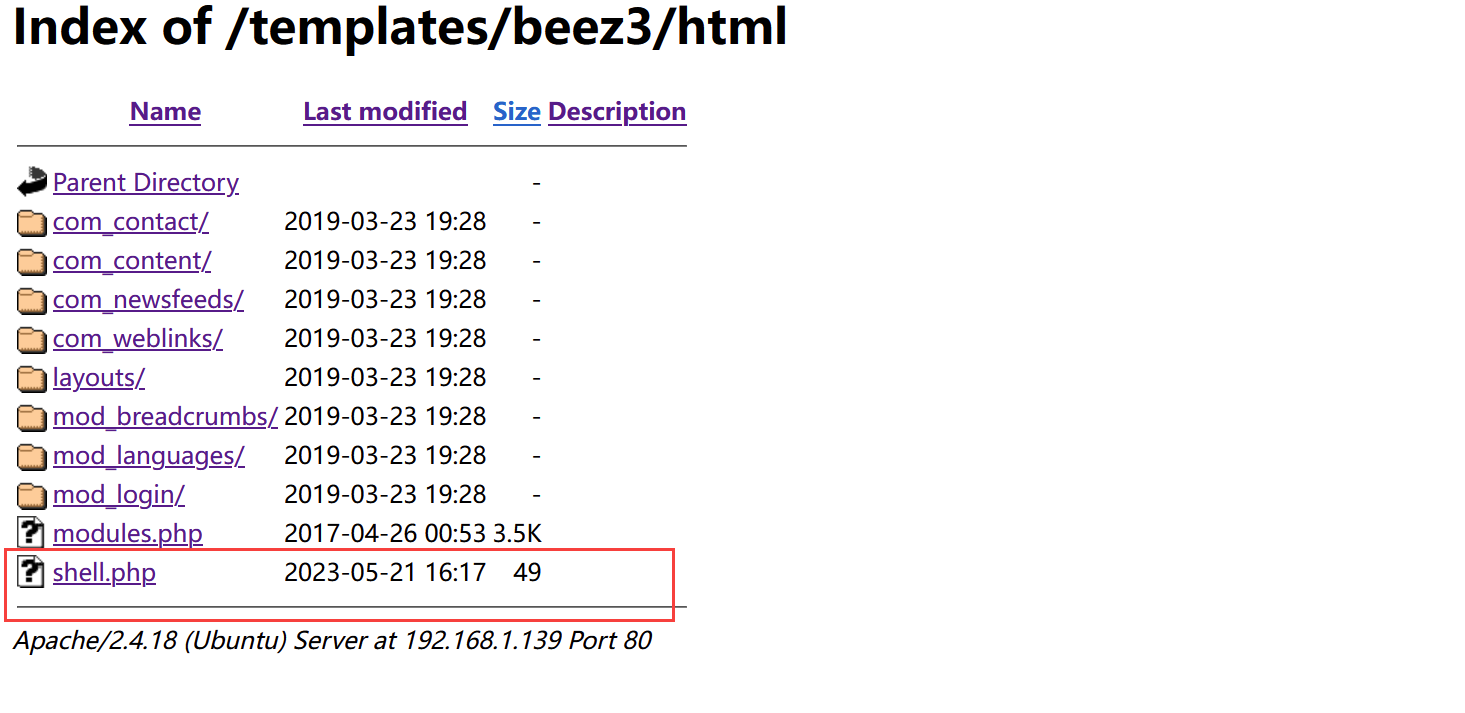 Index of /templates/beez3/html
Name Last modified Size Description
Parent Directory -
com_contact/ 2019-03-23 19:28 -
com_content/ 2019-03-23 19:28 -
com_newsfeeds/ 2019-03-23 19:28 -
com_weblinks/ 2019-03-23 19:28 -
layouts/ 2019-03-23 19:28 -
mod_breadcrumbs/ 2019-03-23 19:28 -
mod_languages/ 2019-03-23 19:28 -
mod_login/ 2019-03-23 19:28 -
modules.php 2017-04-26 00:53 3.5K
shell.php 2023-05-21 16:17 49
Apache/2.4.18 (Ubuntu) Server at 192.168.1.139 Port 80